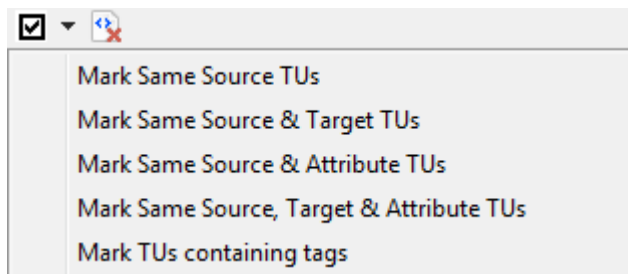 Mark Same Source TUs
Mark Same Source & Target TUs
Mark Same Source & Attribute TUs
Mark Same Source, Target & Attribute TUs
Mark TUs containing tags